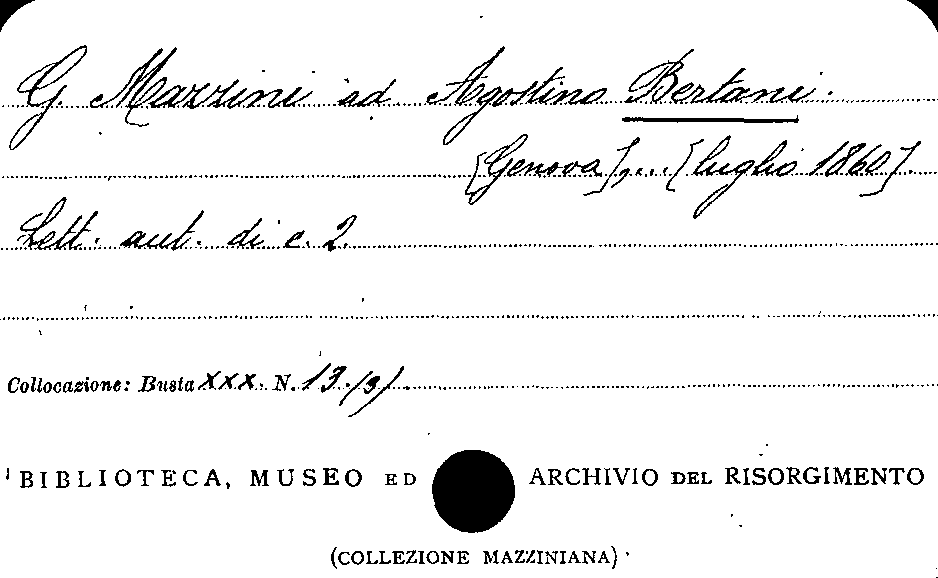 G. Mazzini ad Agostino Bertani.
[Genova], ... [luglio 1860].
Lett. aut. di c. 2.
Collocazione: Busta XXX. N. 13./3/.
BIBLIOTECA, MUSEO ED ARCHIVIO DEL RISORGIMENTO
(COLLEZIONE MAZZINIANA)